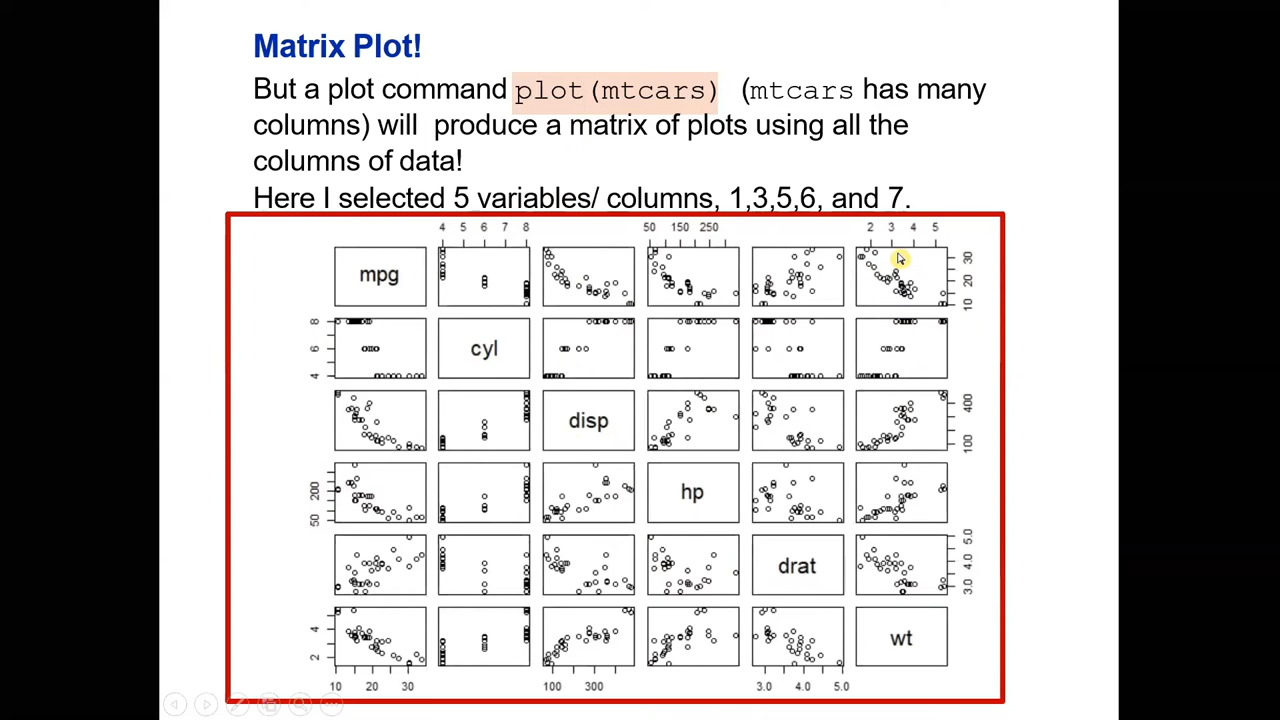 Matrix Plot!
But a plot command plot(mtcars) (mtcars has many
columns) will produce a matrix of plots using all the
columns of data!
Here I selected 5 variables/ columns, 1,3,5,6, and 7.
4 6 7 8 50 150 250 2 3 4 5
mpg 30 20 10
8 6 4 cyl
disp 400 100
200 50 hp
drat 5.0 4.0 3.0
4 2 wt
10 20 30 100 300 3.0 4.0 5.0